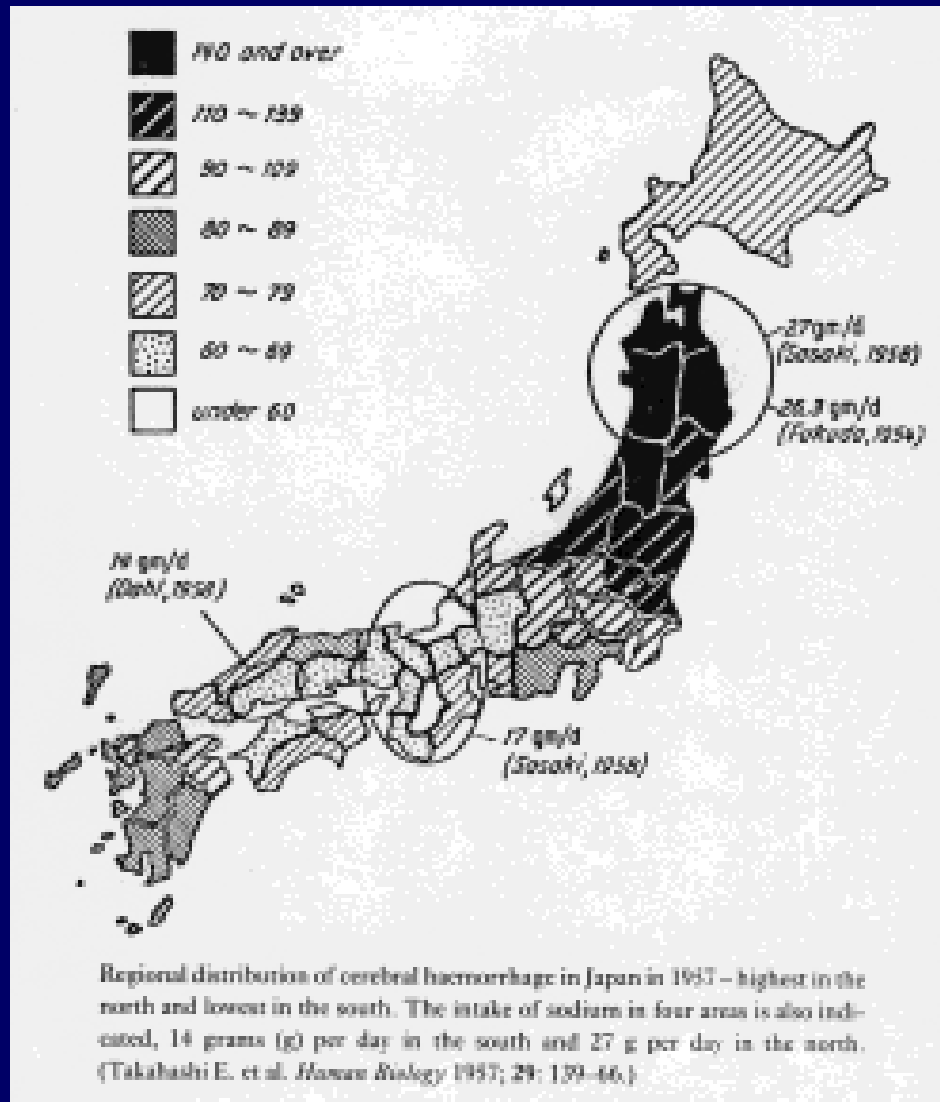 140 and over
110 ~ 139
90 ~ 109
80 ~ 89
70 ~ 79
60 ~ 69
under 60
27 gm/d
(Sasaki, 1958)
gm/d
(Fukuda, 1954)
14 gm/d
(Dahl, 1958)
17 gm/d
(Sasaki, 1958)
Regional distribution of cerebral haemorrhage in Japan in 1957 – highest in the
north and lowest in the south. The intake of sodium in four areas is also indi-
cated, 14 grams (g) per day in the south and 27 g per day in the north.
(Takahashi E. et al. Human Biology 1957; 29: 139–66.)